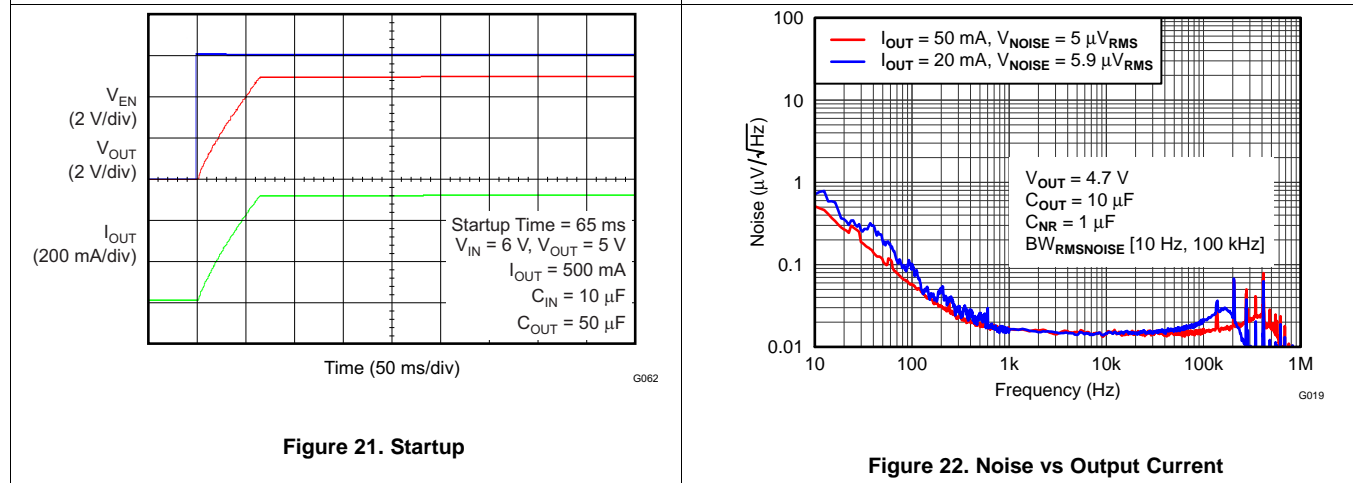 V_EN
(2 V/div)
V_OUT
(2 V/div)
I_OUT
(200 mA/div)
Startup Time = 65 ms
V_IN = 6 V, V_OUT = 5 V
I_OUT = 500 mA
C_IN = 10 μF
C_OUT = 50 μF
Time (50 ms/div)
G062
Figure 21. Startup
100
10
1
0.1
0.01
Noise (μV/√Hz)
I_OUT = 50 mA, V_NOISE = 5 μV_RMS
I_OUT = 20 mA, V_NOISE = 5.9 μV_RMS
V_OUT = 4.7 V
C_OUT = 10 μF
C_NR = 1 μF
BW_RMSNOISE [10 Hz, 100 kHz]
10 100 1k 10k 100k 1M
Frequency (Hz)
G019
Figure 22. Noise vs Output Current